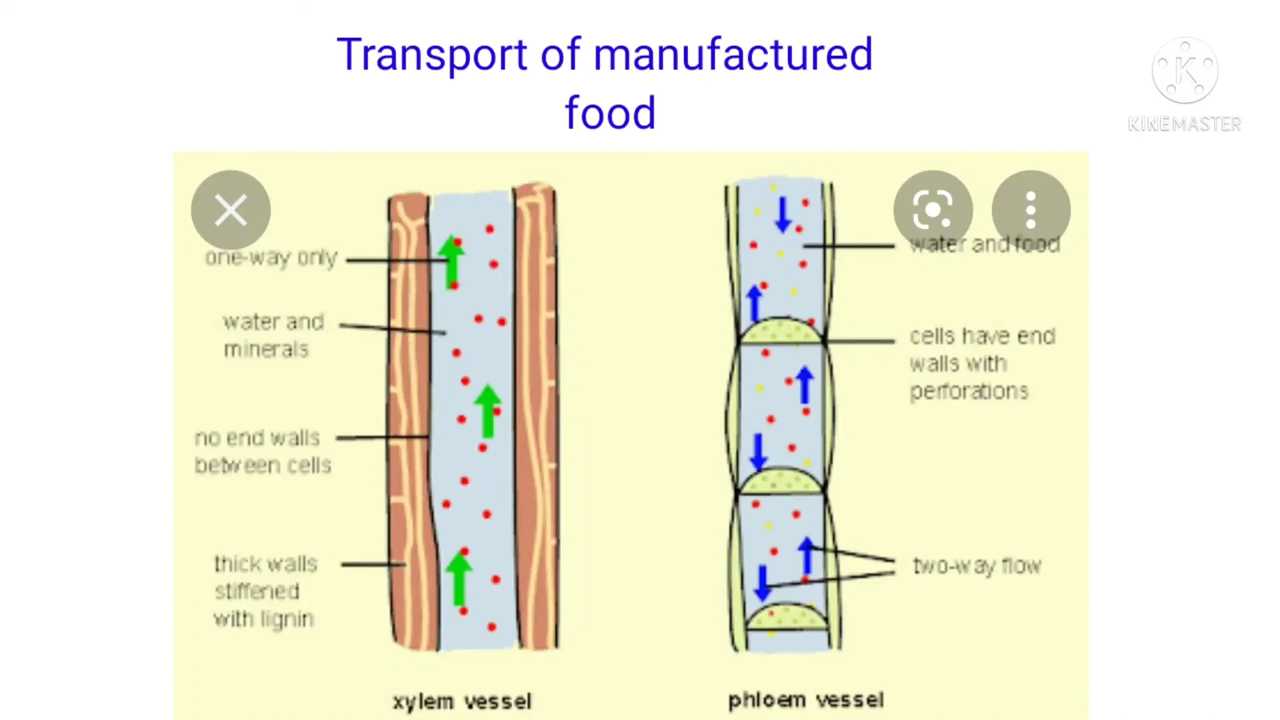 Transport of manufactured
food
KINEMASTER
one-way only
water and
minerals
no end walls
between cells
thick walls
stiffened
with lignin
xylem vessel
water and food
cells have end
walls with
perforations
two-way flow
phloem vessel